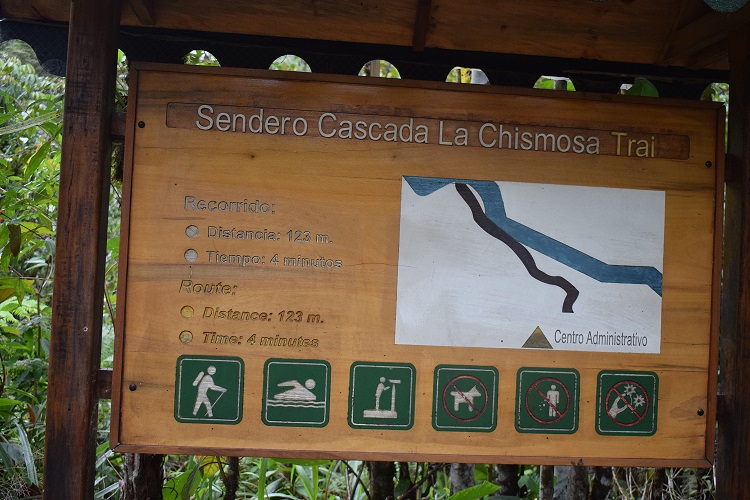 Sendero Cascada La Chismosa Trai
Recorrido:
Distancia: 123 m.
Tiempo: 4 minutos
Route:
Distance: 123 m.
Time: 4 minutes
Centro Administrativo